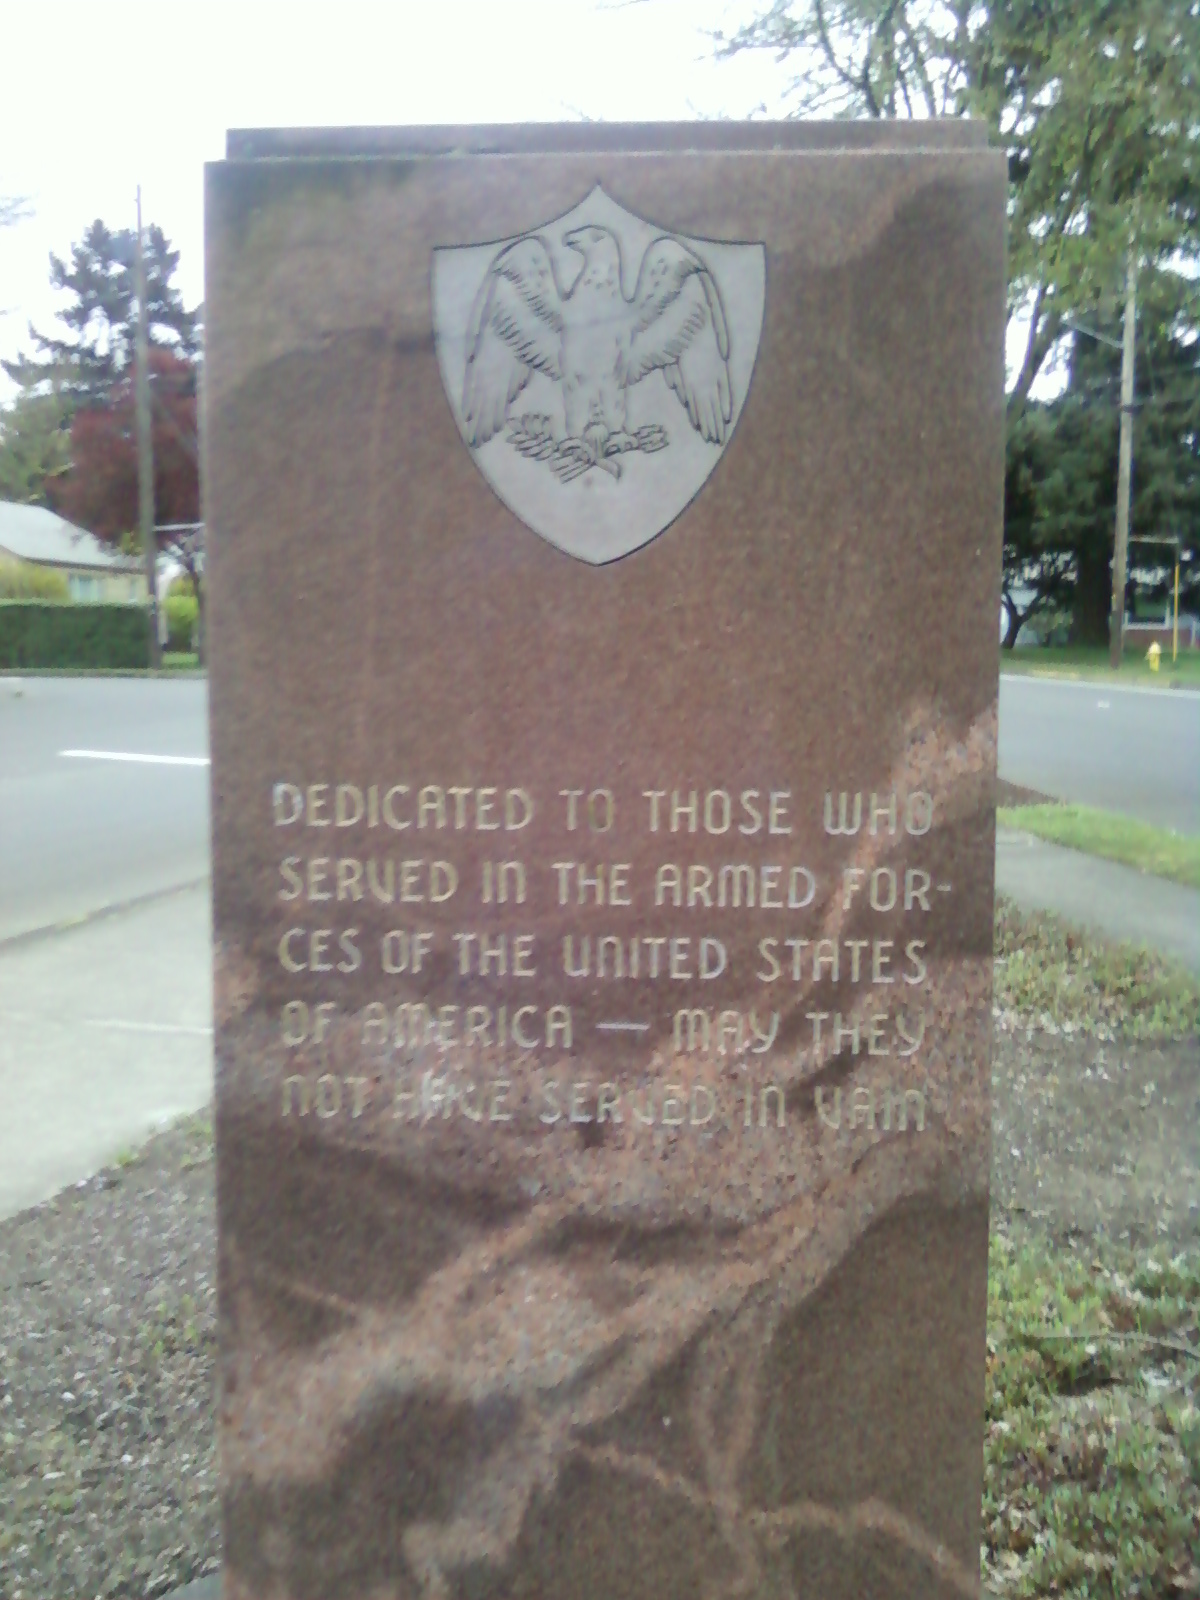 DEDICATED TO THOSE WHO
SERVED IN THE ARMED FOR-
CES OF THE UNITED STATES
OF AMERICA — MAY THEY
NOT HAVE SERVED IN VAIN